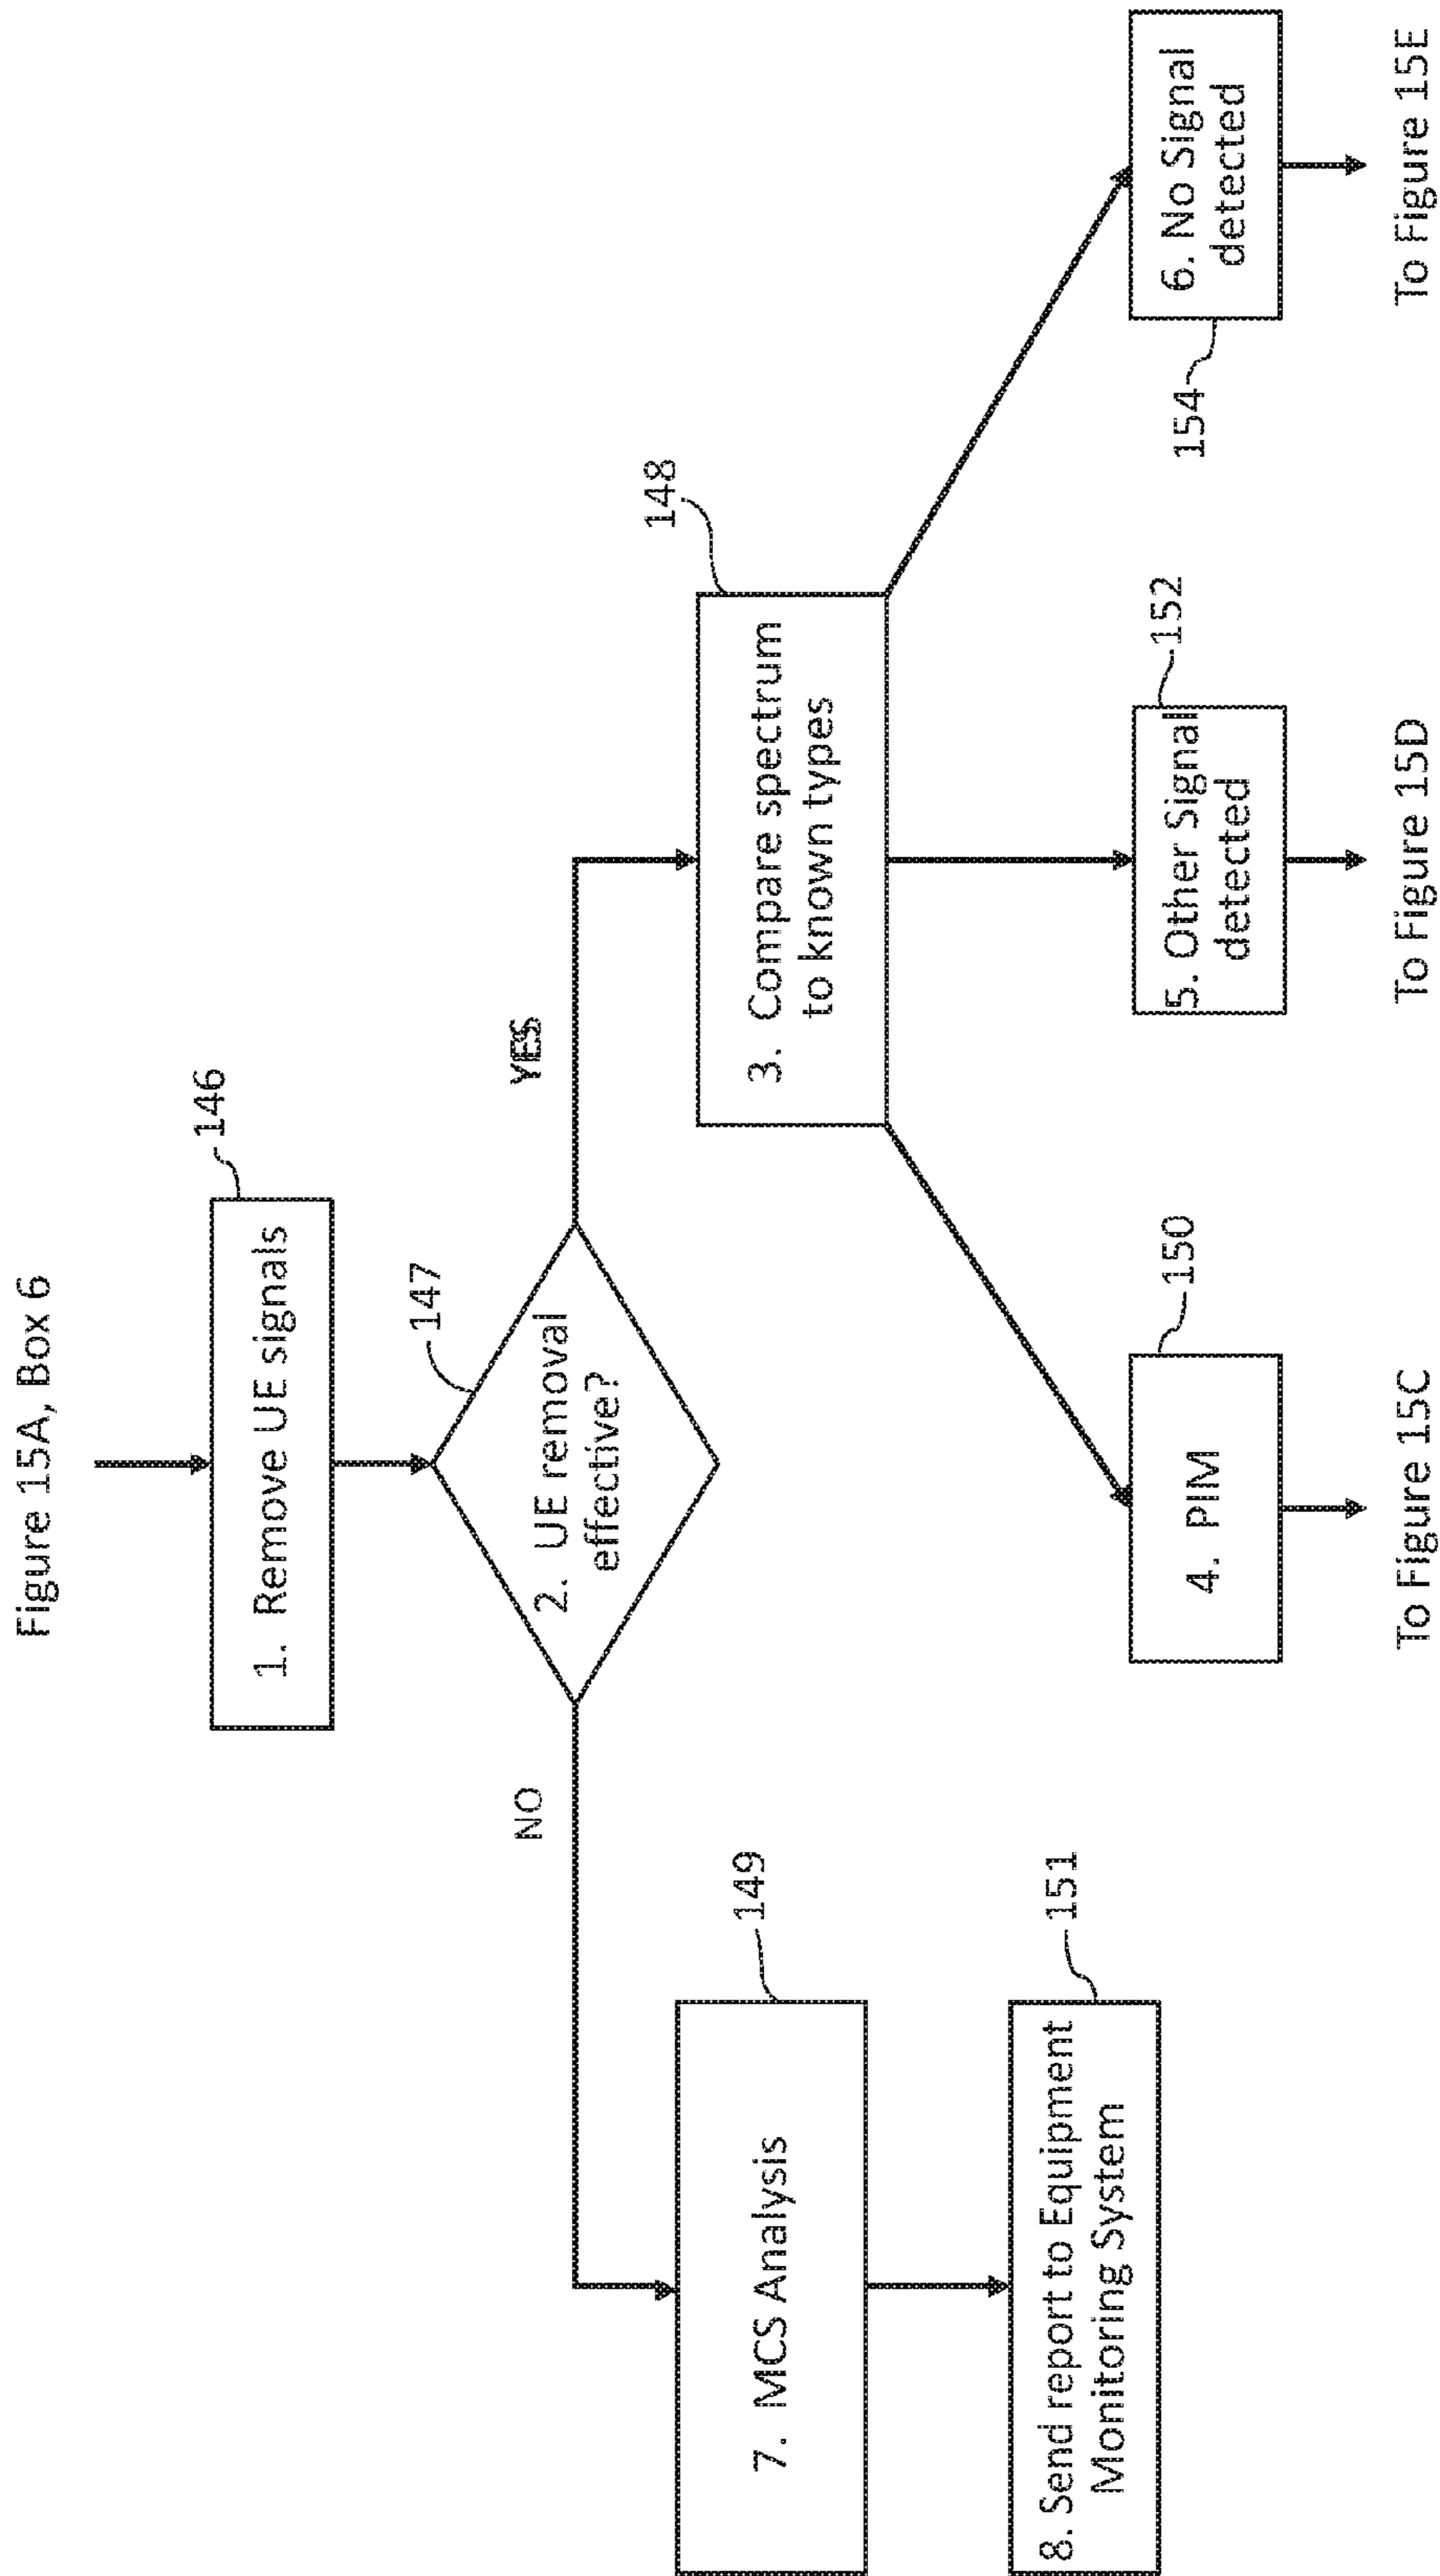 Figure 15A, Box 6
146
1. Remove UE signals
147
2. UE removal
effective?
NO
YES
149
7. MCS Analysis
148
3. Compare spectrum
to known types
151
8. Send report to Equipment
Monitoring System
150
4. PIM
152
5. Other Signal
detected
154
6. No Signal
detected
To Figure 15C
To Figure 15D
To Figure 15E